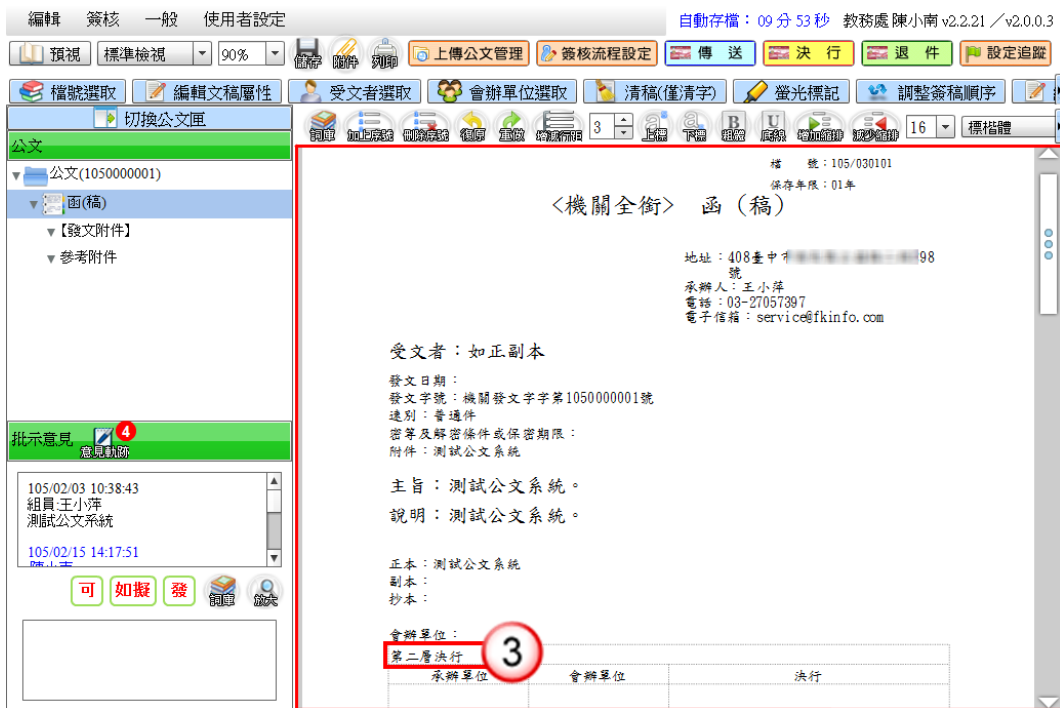 編輯 簽核 一般 使用者設定 自動存檔：09 分 53 秒 教務處 陳小南 v2.2.21 ／v2.0.0.3
預視 標準檢視 90% 儲存 附件 列印 上傳公文管理 簽核流程設定 傳 送 決 行 退 件 設定追蹤
檔號選取 編輯文稿屬性 受文者選取 會辦單位選取 清稿(僅清字) 螢光標記 調整簽稿順序
切換公文匣
詞庫 加上序號 刪除序號 復原 重做 3 上標 下標 B 粗體 U 底線 增加縮排 減少縮排 16 標楷體
公文
公文(1050000001)
函(稿)
【發文附件】
參考附件
檔 號：105/030101
保存年限：01年
<機關全銜> 函（稿）
地址：408臺中市 98
號
承辦人：王小萍
電話：03-27057397
電子信箱：service@fkinfo.com
受文者：如正副本
發文日期：
發文字號：機關發文字字第1050000001號
速別：普通件
密等及解密條件或保密期限：
附件：測試公文系統
主旨：測試公文系統。
說明：測試公文系統。
正本：測試公文系統
副本：
抄本：
會辦單位：
第二層決行
3
承辦單位 會辦單位 決行
批示意見 意見軌跡 4
105/02/03 10:38:43
組員:王小萍
測試公文系統
105/02/15 14:17:51
可 如擬 發 詞庫 放大